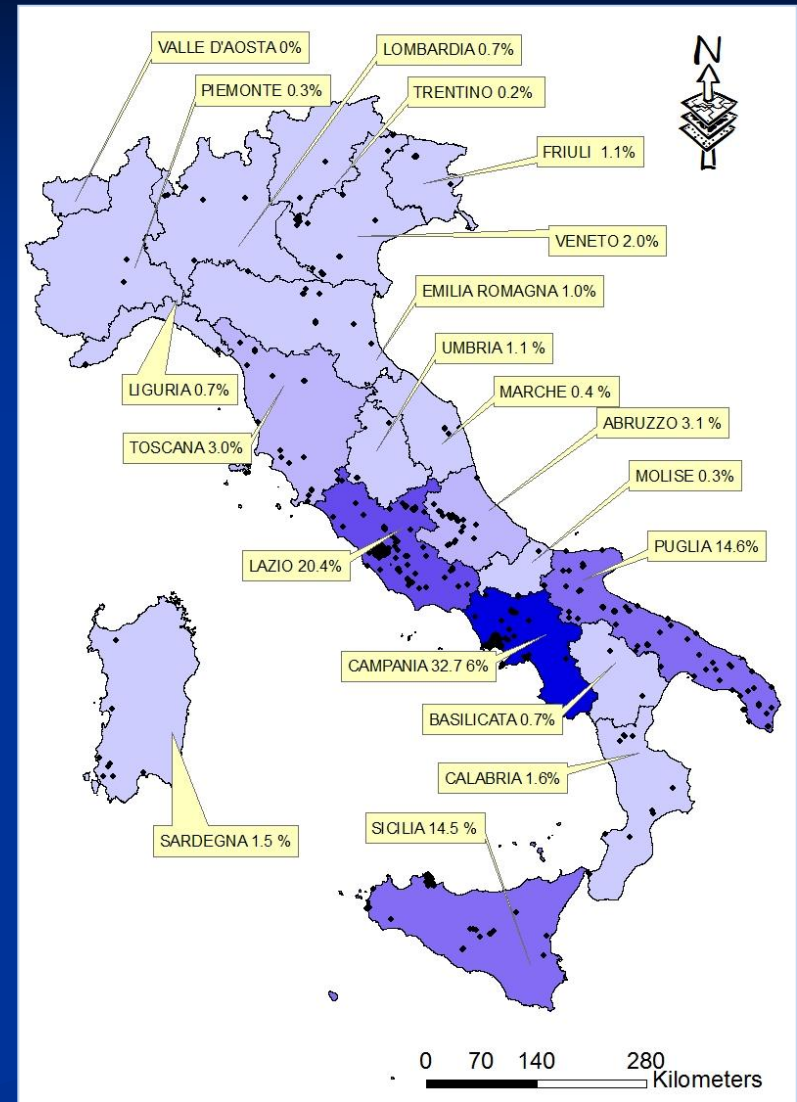 VALLE D'AOSTA 0%
LOMBARDIA 0.7%
N
PIEMONTE 0.3%
TRENTINO 0.2%
FRIULI 1.1%
VENETO 2.0%
EMILIA ROMAGNA 1.0%
UMBRIA 1.1 %
LIGURIA 0.7%
MARCHE 0.4 %
ABRUZZO 3.1 %
TOSCANA 3.0%
MOLISE 0.3%
PUGLIA 14.6%
LAZIO 20.4%
CAMPANIA 32.7 6%
BASILICATA 0.7%
CALABRIA 1.6%
SICILIA 14.5 %
SARDEGNA 1.5 %
0 70 140 280
Kilometers